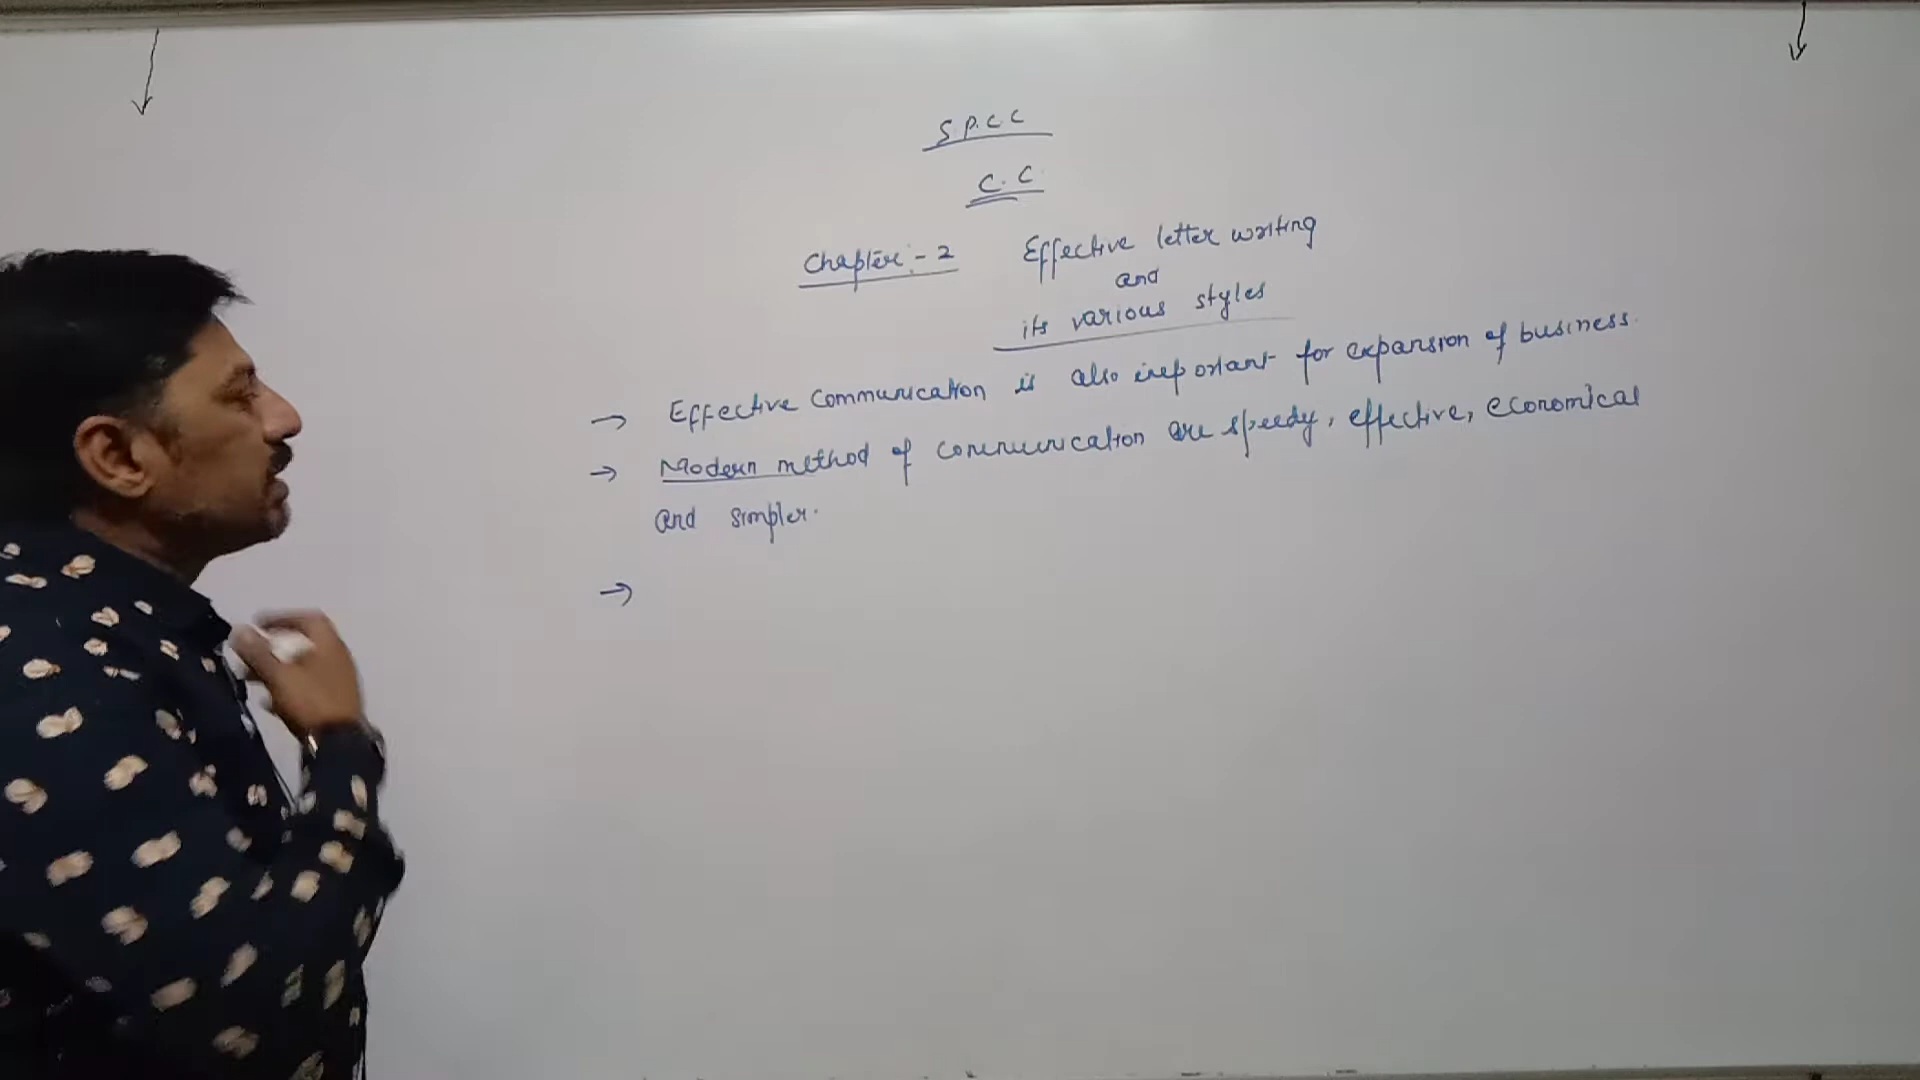 S.P.C.C
C.C
Chapter:-2 Effective letter writing
and
its various styles
→ Effective Communication is also important for expansion of business.
→ Modern method of communication are speedy, effective, economical
and simpler.
→